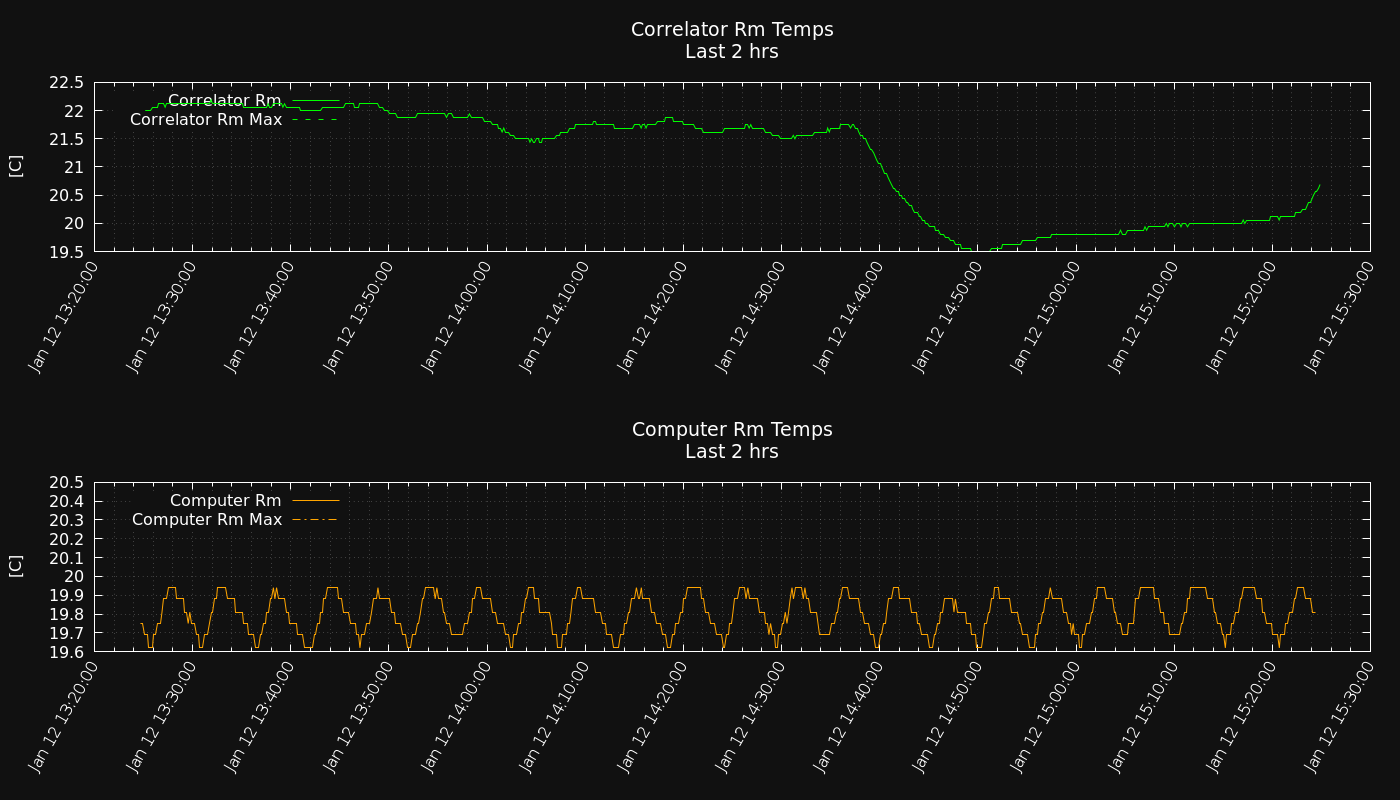 Correlator Rm Temps
Last 2 hrs
22.5
22
21.5
21
20.5
20
19.5
[C]
Correlator Rm
Correlator Rm Max
Jan 12 13:20:00
Jan 12 13:30:00
Jan 12 13:40:00
Jan 12 13:50:00
Jan 12 14:00:00
Jan 12 14:10:00
Jan 12 14:20:00
Jan 12 14:30:00
Jan 12 14:40:00
Jan 12 14:50:00
Jan 12 15:00:00
Jan 12 15:10:00
Jan 12 15:20:00
Jan 12 15:30:00
Computer Rm Temps
Last 2 hrs
20.5
20.4
20.3
20.2
20.1
20
19.9
19.8
19.7
19.6
[C]
Computer Rm
Computer Rm Max
Jan 12 13:20:00
Jan 12 13:30:00
Jan 12 13:40:00
Jan 12 13:50:00
Jan 12 14:00:00
Jan 12 14:10:00
Jan 12 14:20:00
Jan 12 14:30:00
Jan 12 14:40:00
Jan 12 14:50:00
Jan 12 15:00:00
Jan 12 15:10:00
Jan 12 15:20:00
Jan 12 15:30:00